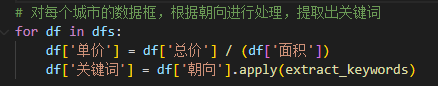 # 对每个城市的数据框，根据朝向进行处理，提取出关键词
for df in dfs:
    df['单价'] = df['总价'] / (df['面积'])
    df['关键词'] = df['朝向'].apply(extract_keywords)